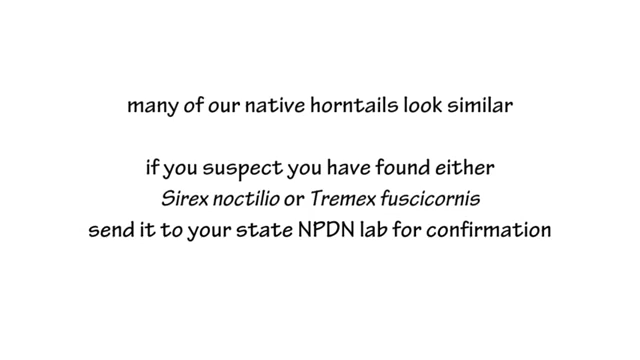 many of our native horntails look similar
if you suspect you have found either
Sirex noctilio or Tremex fuscicornis
send it to your state NPDN lab for confirmation